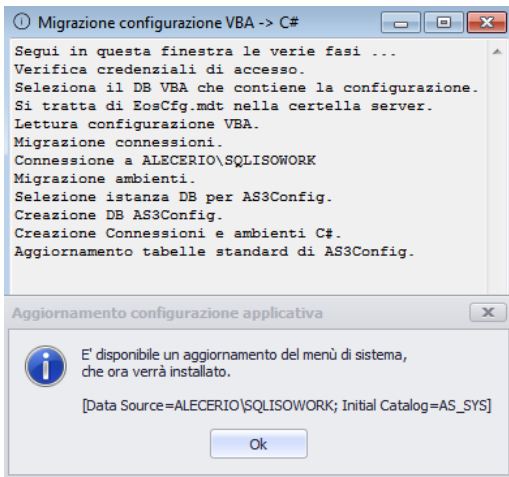 Migrazione configurazione VBA -> C#
Segui in questa finestra le verie fasi ...
Verifica credenziali di accesso.
Seleziona il DB VBA che contiene la configurazione.
Si tratta di EosCfg.mdt nella certella server.
Lettura configurazione VBA.
Migrazione connessioni.
Connessione a ALECERIO\SQLISOWORK
Migrazione ambienti.
Selezione istanza DB per AS3Config.
Creazione DB AS3Config.
Creazione Connessioni e ambienti C#.
Aggiornamento tabelle standard di AS3Config.
Aggiornamento configurazione applicativa
E' disponibile un aggiornamento del menù di sistema,
che ora verrà installato.
[Data Source=ALECERIO\SQLISOWORK; Initial Catalog=AS_SYS]
Ok